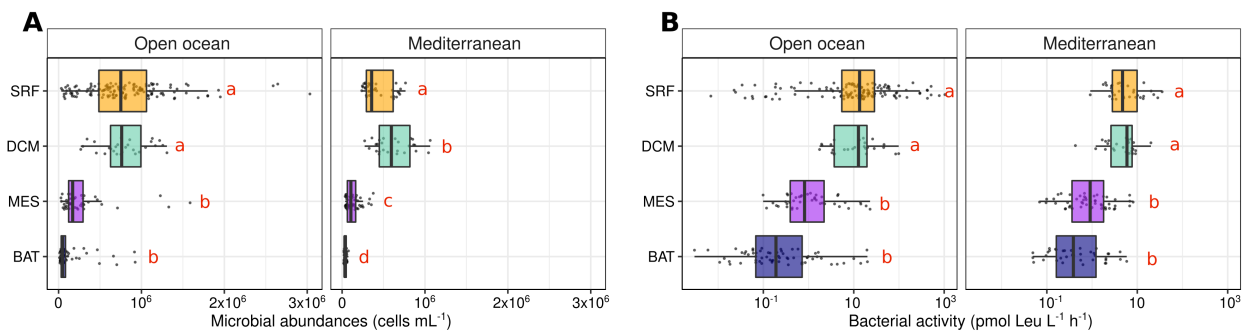 A
B
Open ocean
Mediterranean
Open ocean
Mediterranean
SRF
a
a
SRF
a
a
DCM
a
b
DCM
a
a
MES
b
c
MES
b
b
BAT
b
d
BAT
b
b
0
1x10⁶
2x10⁶
3x10⁶
0
1x10⁶
2x10⁶
3x10⁶
10⁻¹
10
10³
10⁻¹
10
10³
Microbial abundances (cells mL⁻¹)
Bacterial activity (pmol Leu L⁻¹ h⁻¹)